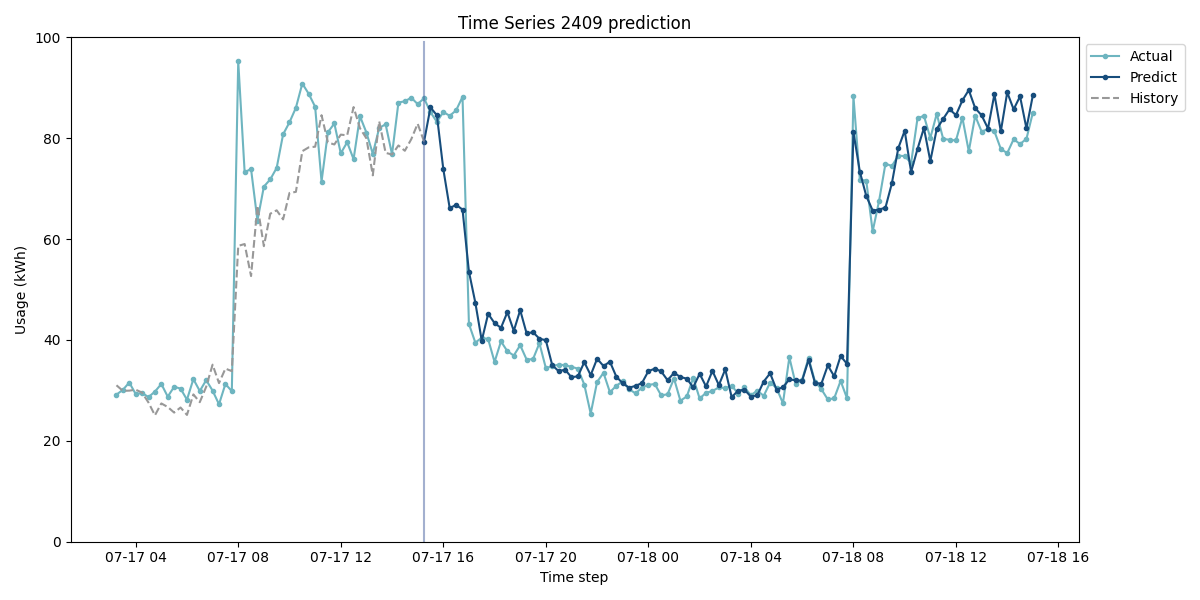 Time Series 2409 prediction
100
80
60
40
20
0
Usage (kWh)
07-17 04
07-17 08
07-17 12
07-17 16
07-17 20
07-18 00
07-18 04
07-18 08
07-18 12
07-18 16
Time step
Actual
Predict
History